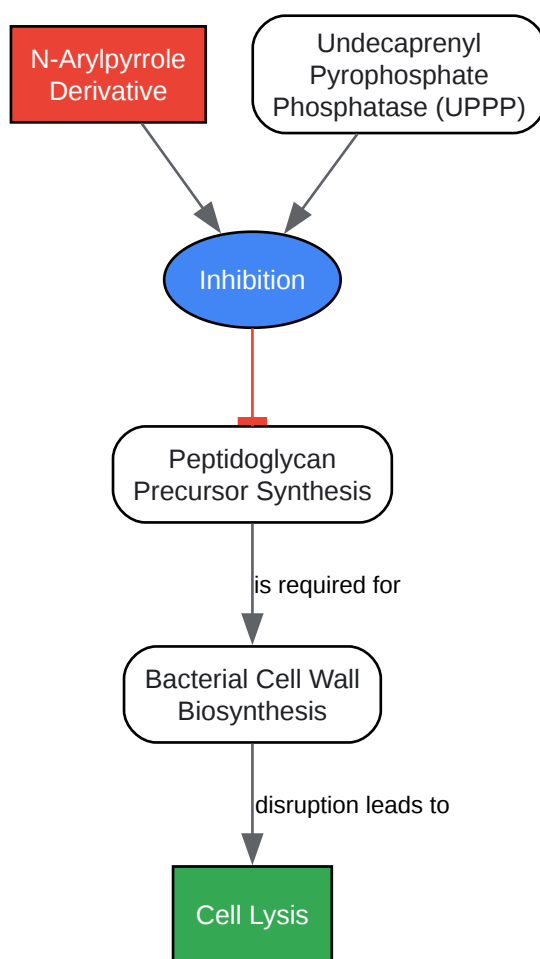 N-Arylpyrrole
Derivative
Undecaprenyl
Pyrophosphate
Phosphatase (UPPP)
Inhibition
Peptidoglycan
Precursor Synthesis
is required for
Bacterial Cell Wall
Biosynthesis
disruption leads to
Cell Lysis